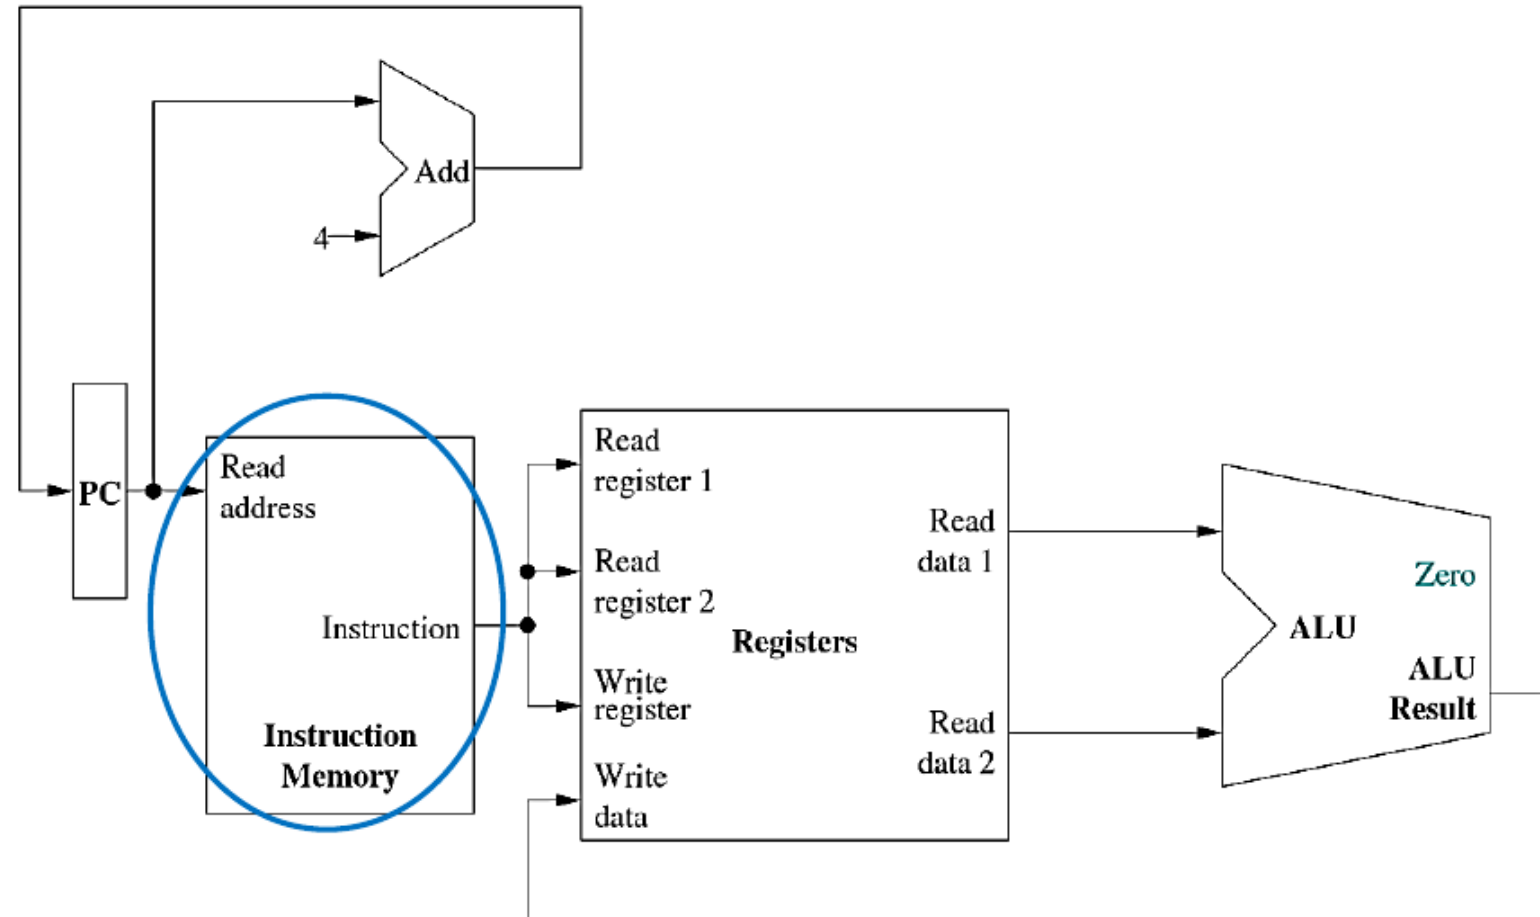 Add
4
PC
Read
address
Instruction
Instruction
Memory
Read
register 1
Read
register 2
Write
register
Write
data
Registers
Read
data 1
Read
data 2
Zero
ALU
ALU
Result